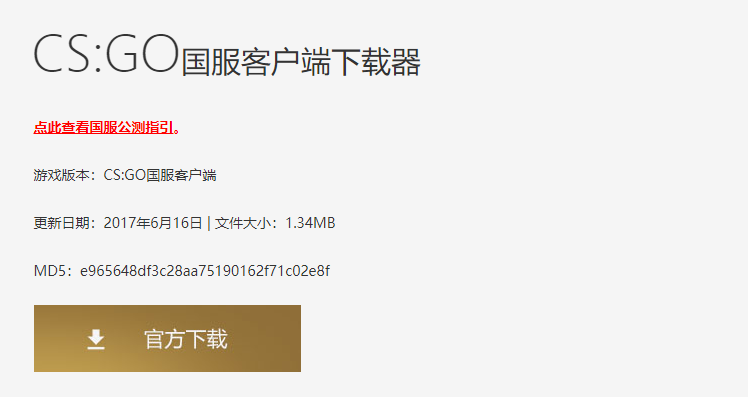 CS:GO国服客户端下载器
点此查看国服公测指引。
游戏版本：CS:GO国服客户端
更新日期：2017年6月16日 | 文件大小：1.34MB
MD5：e965648df3c28aa75190162f71c02e8f
官方下载